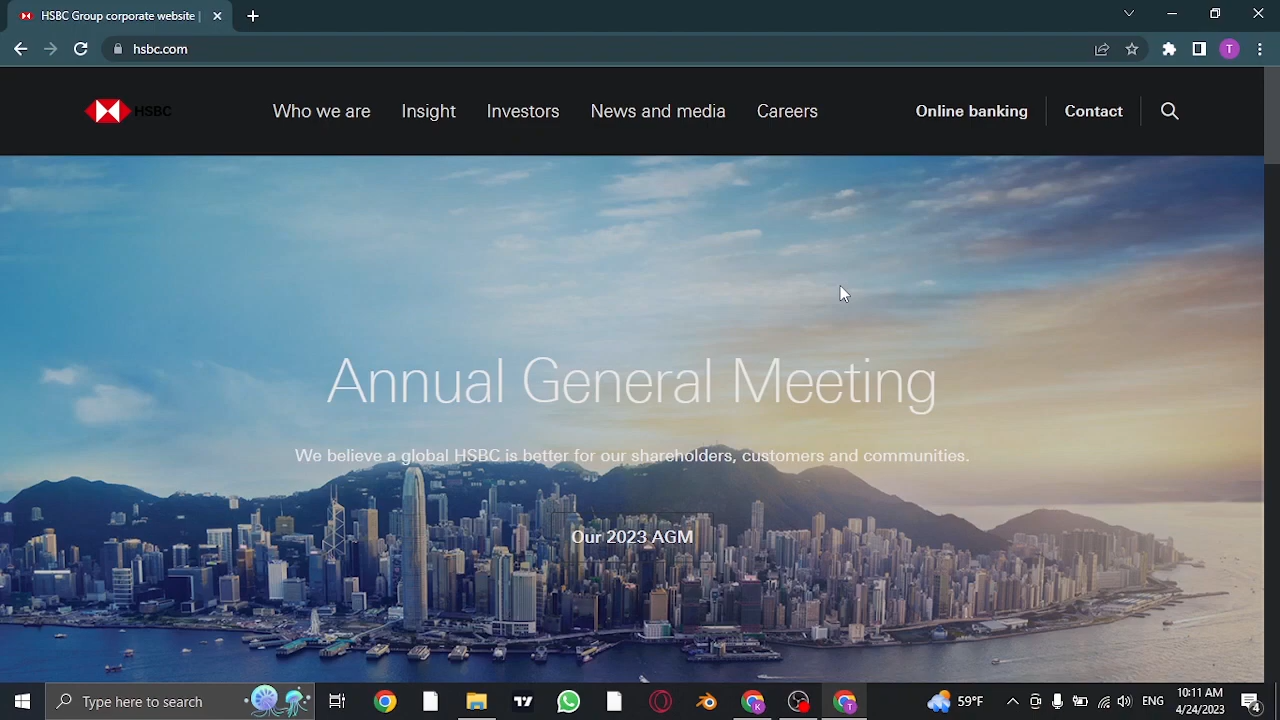 HSBC Group corporate website |
hsbc.com
T
HSBC
Who we are
Insight
Investors
News and media
Careers
Online banking
Contact
Annual General Meeting
We believe a global HSBC is better for our shareholders, customers and communities.
Our 2023 AGM
Type here to search
K
T
59°F
ENG
10:11 AM
4/24/2023
4